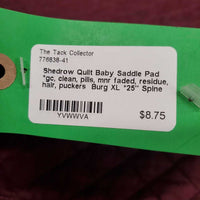 The Tack Collector
776838-41
Shedrow Quilt Baby Saddle Pad
*gc, clean, pills, mnr faded, residue,
hair, puckers Burg XL *25" Spine
YVWWVA
$8.75